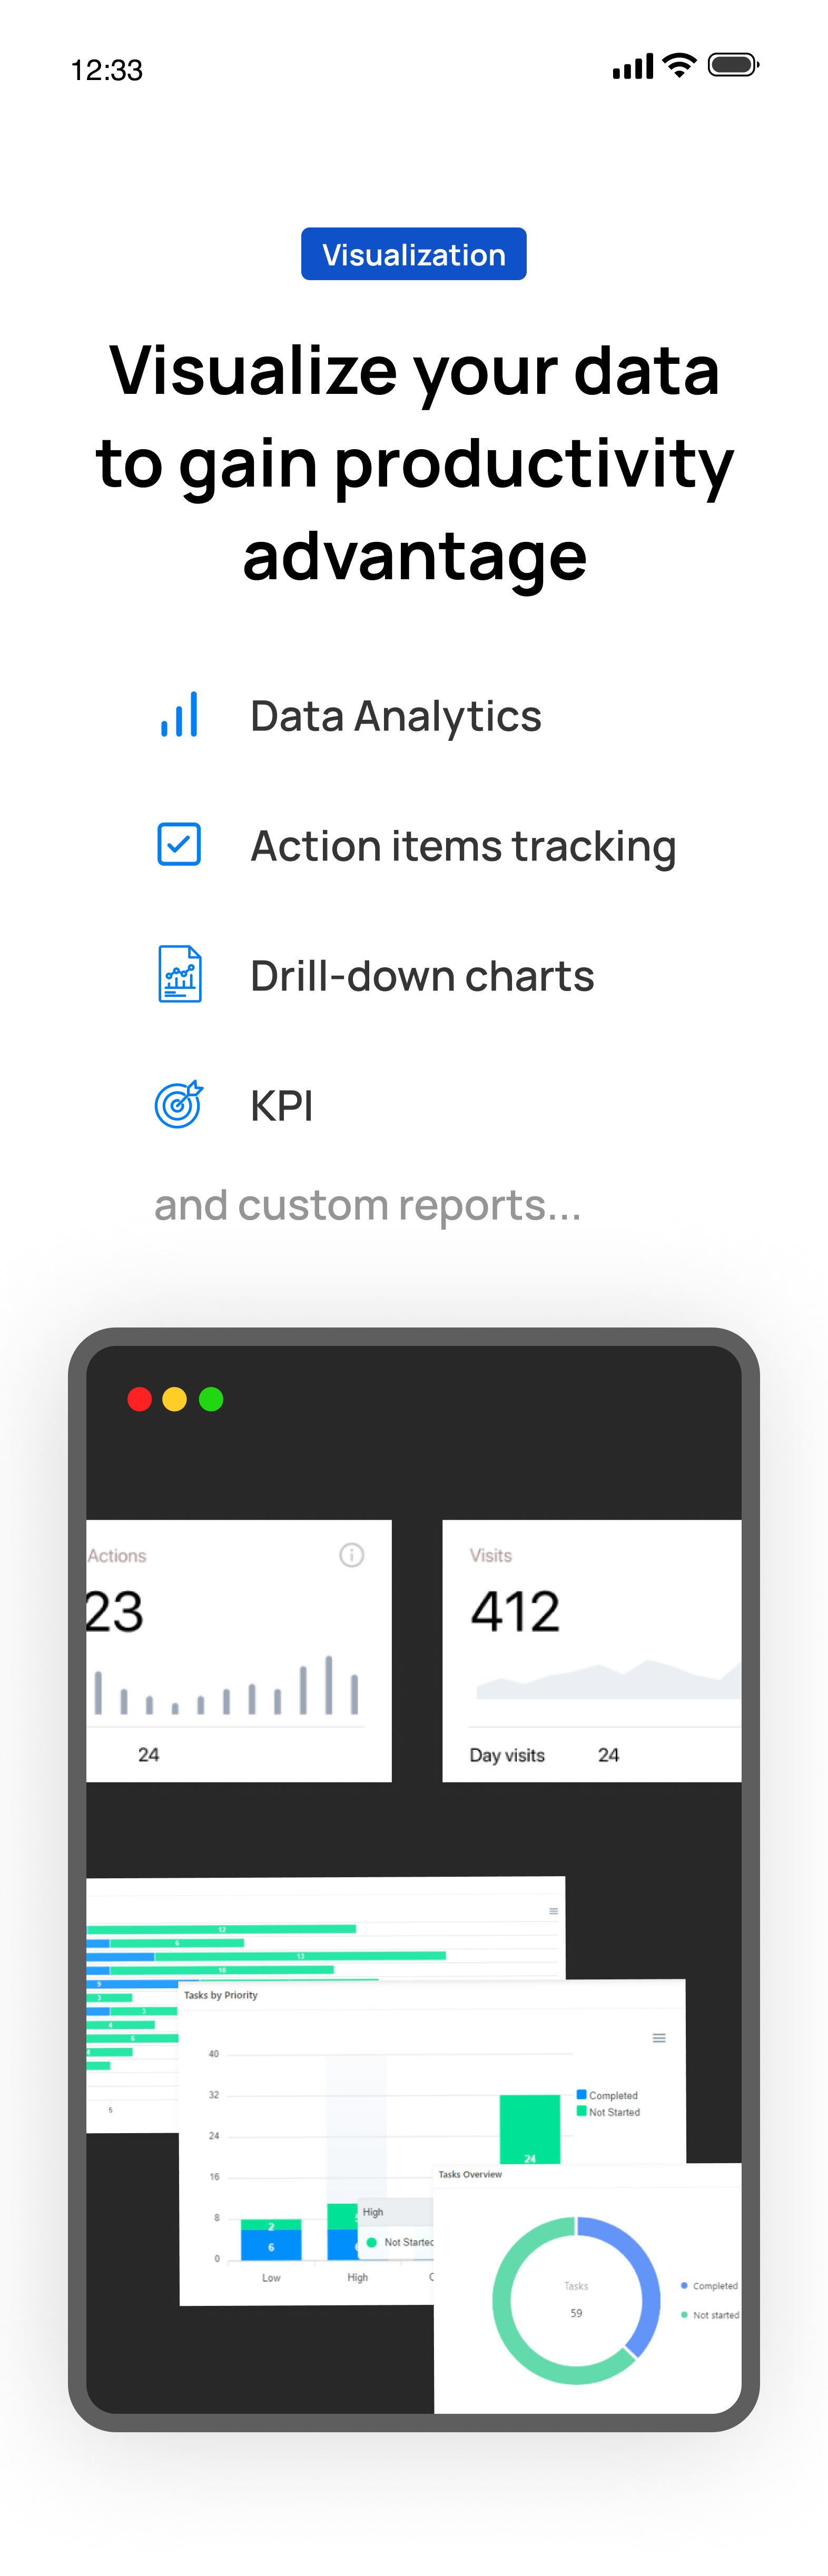 12:33
Visualization
Visualize your data
to gain productivity
advantage
Data Analytics
Action items tracking
Drill-down charts
KPI
and custom reports...
Actions
23
24
Visits
412
Day visits 24
12
6
13
10
9
3
3
4
6
4
6
Tasks by Priority
40
32
24
16
8
0
Completed
Not Started
24
2
6
High
Not Started
Low
High
Tasks Overview
Tasks
59
Completed
Not started